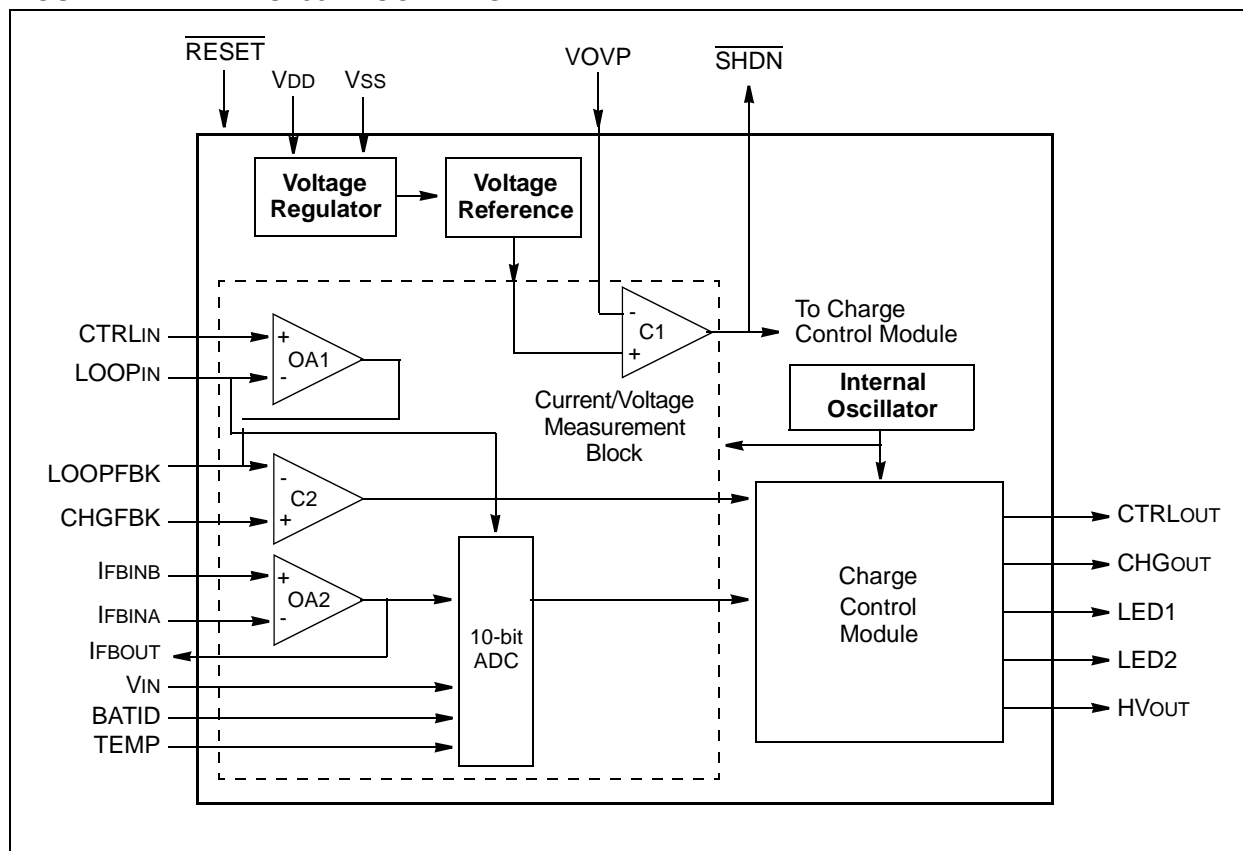 RESET
VDD
VSS
VOVP
SHDN
Voltage
Regulator
Voltage
Reference
CTRLIN
LOOPIN
+
OA1
-
-
C1
+
To Charge
Control Module
Current/Voltage
Measurement
Block
Internal
Oscillator
LOOPFBK
CHGFBK
-
C2
+
IFBINB
IFBINA
IFBOUT
+
OA2
-
VIN
BATID
TEMP
10-bit
ADC
Charge
Control
Module
CTRLOUT
CHGOUT
LED1
LED2
HVOUT